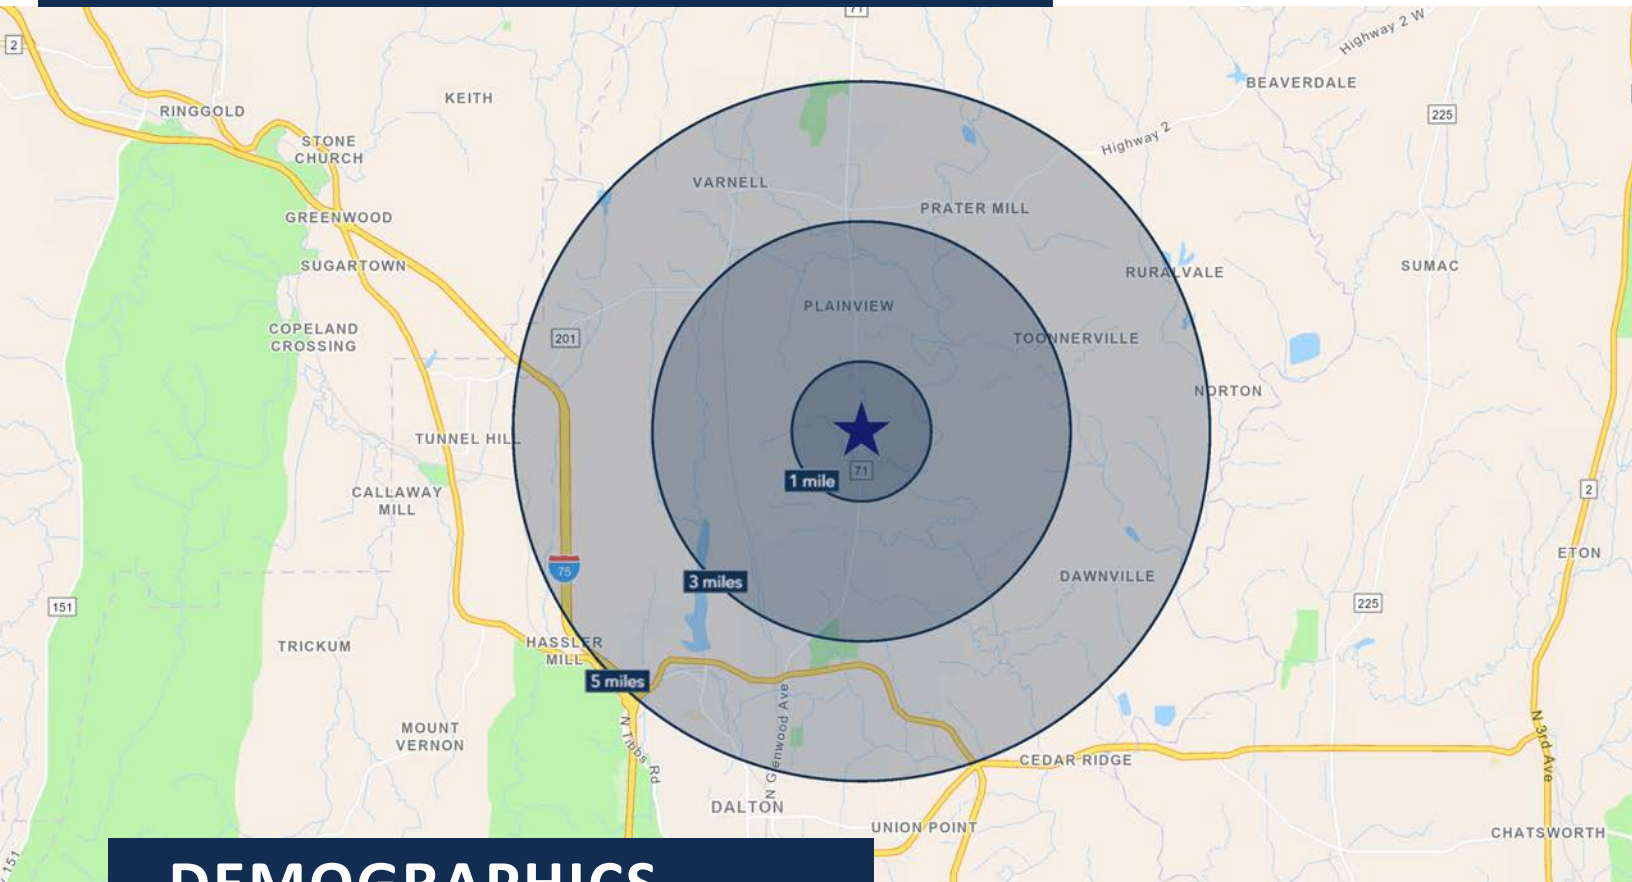 71
2
Highway 2 W
BEAVERDALE
KEITH
RINGGOLD
225
STONE
CHURCH
Highway 2
VARNELL
PRATER MILL
GREENWOOD
SUGARTOWN
RURALVALE
SUMAC
PLAINVIEW
COPELAND
CROSSING
201
TOONNERVILLE
NORTON
TUNNEL HILL
71
1 mile
CALLAWAY
MILL
2
ETON
75
3 miles
DAWNVILLE
151
225
TRICKUM
HASSLER
MILL
5 miles
MOUNT
VERNON
N Tibbs Rd
N Glenwood Ave
N 3rd Ave
CEDAR RIDGE
DALTON
UNION POINT
CHATSWORTH
151
DEMOGRAPHICS